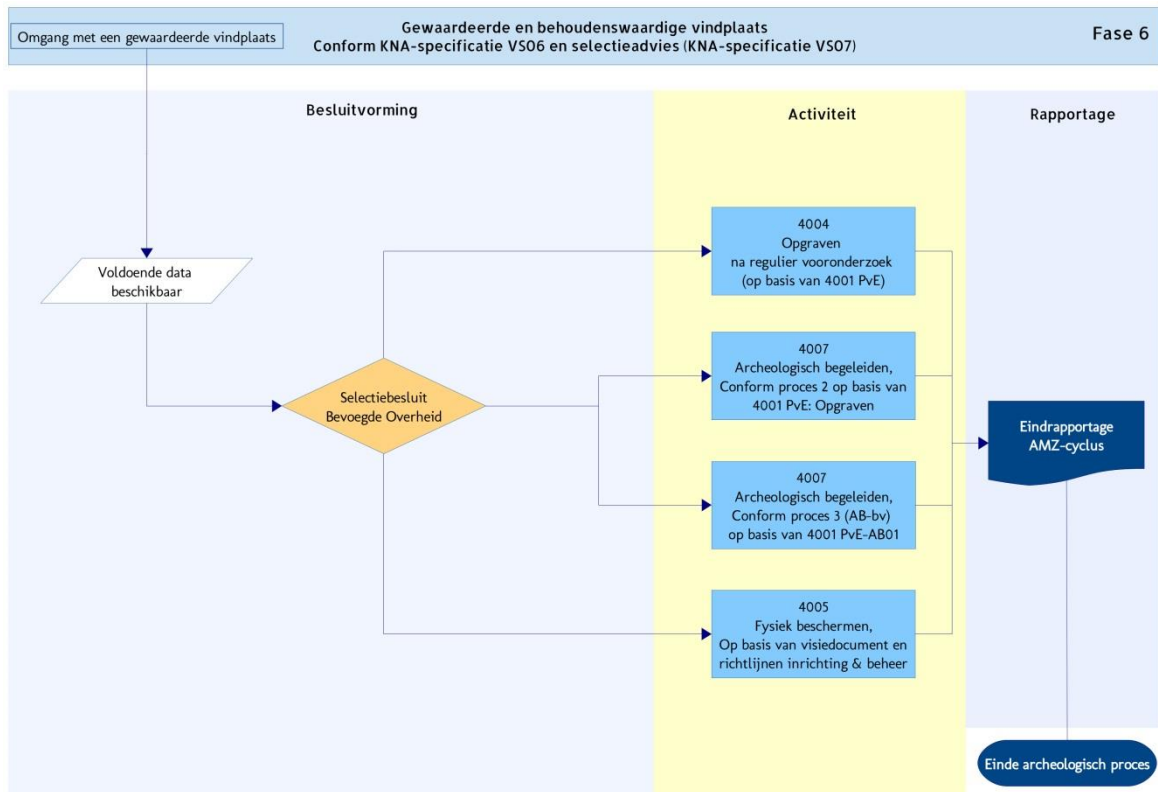 Omgang met een gewaardeerde vindplaats
Gewaardeerde en behoudenswaardige vindplaats
Conform KNA-specificatie VS06 en selectieadvies (KNA-specificatie VS07)
Fase 6
Besluitvorming
Activiteit
Rapportage
4004
Opgraven
na regulier vooronderzoek
(op basis van 4001 PvE)
Voldoende data
beschikbaar
4007
Archeologisch begeleiden,
Conform proces 2 op basis van
4001 PvE: Opgraven
Selectiebesluit
Bevoegde Overheid
Eindrapportage
AMZ-cyclus
4007
Archeologisch begeleiden,
Conform proces 3 (AB-bv)
op basis van 4001 PvE-AB01
4005
Fysiek beschermen,
Op basis van visiedocument en
richtlijnen inrichting & beheer
Einde archeologisch proces